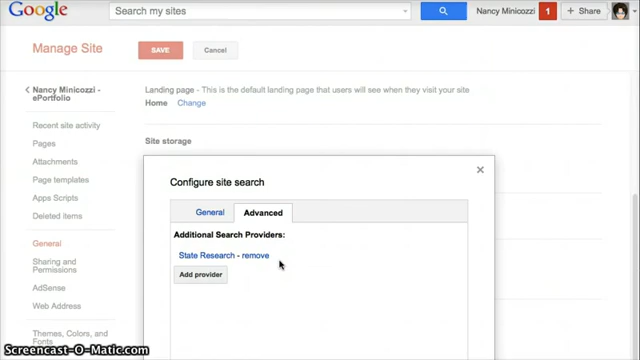 Google
Search my sites
Nancy Minicozzi
1
+ Share
Manage Site
SAVE
Cancel
Nancy Minicozzi -
ePortfolio
Recent site activity
Pages
Attachments
Page templates
Apps Scripts
Deleted items
General
Sharing and
Permissions
AdSense
Web Address
Themes, Colors, and
Fonts
Landing page - This is the default landing page that users will see when they visit your site
Home Change
Site storage
Configure site search
General
Advanced
Additional Search Providers:
State Research - remove
Add provider
Screencast-O-Matic.com